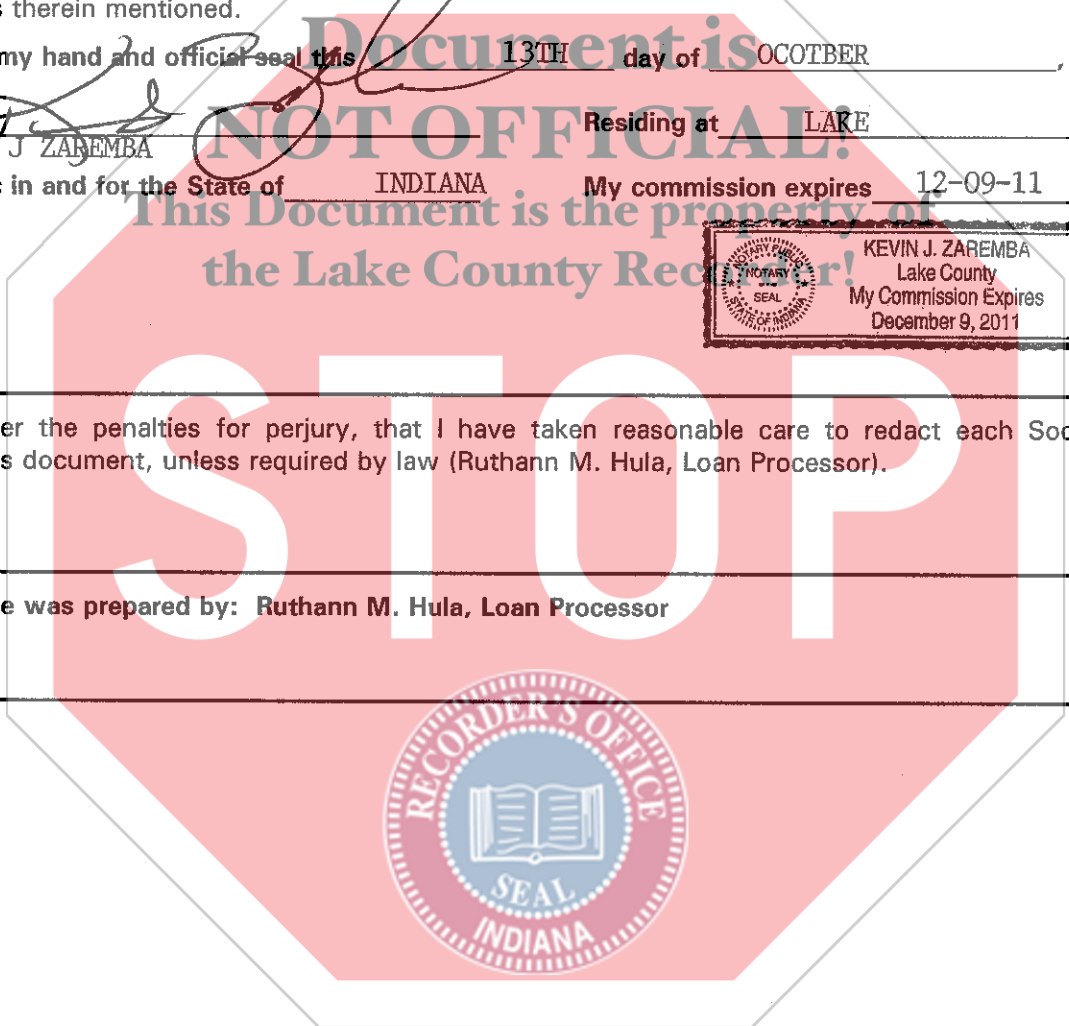 s therein mentioned.
Document is
my hand and official seal this 13TH day of OCOTBER ,
NOT OFFICIAL!
Residing at LAKE
J ZAREMBA
in and for the State of INDIANA My commission expires 12-09-11
This Document is the property of
the Lake County Recorder!
NOTARY PUBLIC
NOTARY
SEAL
STATE OF INDIANA
KEVIN J. ZAREMBA
Lake County
My Commission Expires
December 9, 2011
STOP
er the penalties for perjury, that I have taken reasonable care to redact each Soc
s document, unless required by law (Ruthann M. Hula, Loan Processor).
e was prepared by: Ruthann M. Hula, Loan Processor
RECORDER'S OFFICE
SEAL
INDIANA